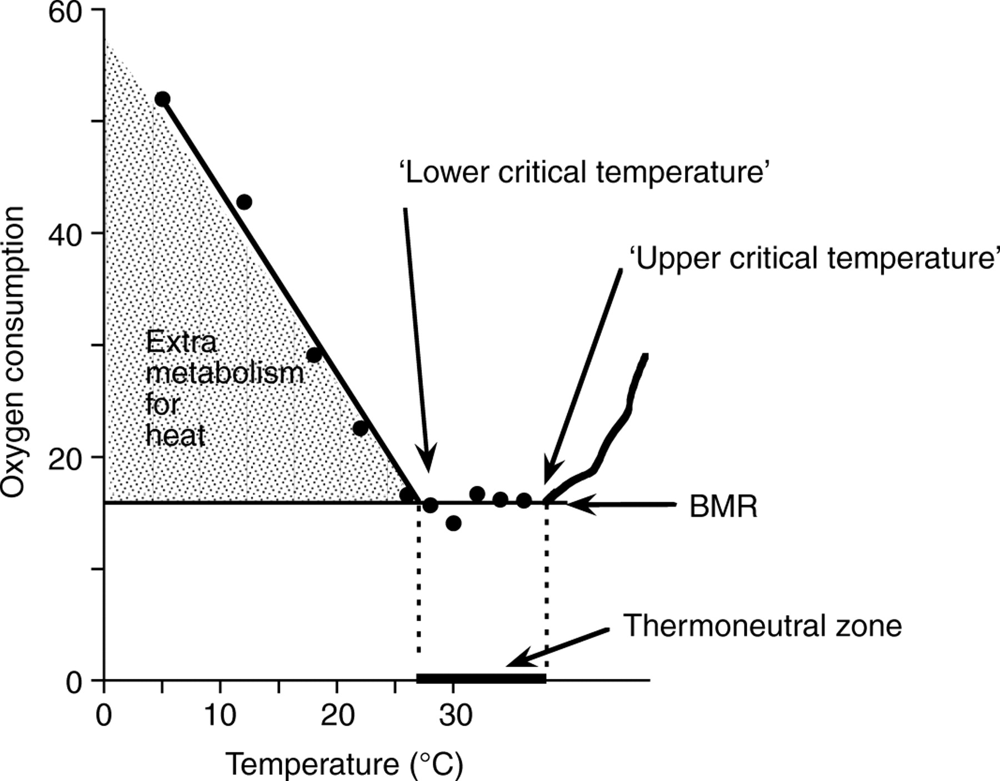 60
40
20
0
Oxygen consumption
Extra
metabolism
for
heat
‘Lower critical temperature’
‘Upper critical temperature’
BMR
Thermoneutral zone
0 10 20 30
Temperature (°C)